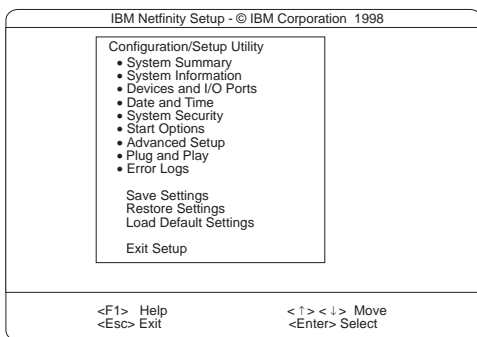 IBM Netfinity Setup - © IBM Corporation 1998
Configuration/Setup Utility
• System Summary
• System Information
• Devices and I/O Ports
• Date and Time
• System Security
• Start Options
• Advanced Setup
• Plug and Play
• Error Logs
Save Settings
Restore Settings
Load Default Settings
Exit Setup
<F1> Help < ↑ > < ↓ > Move
<Esc> Exit <Enter> Select